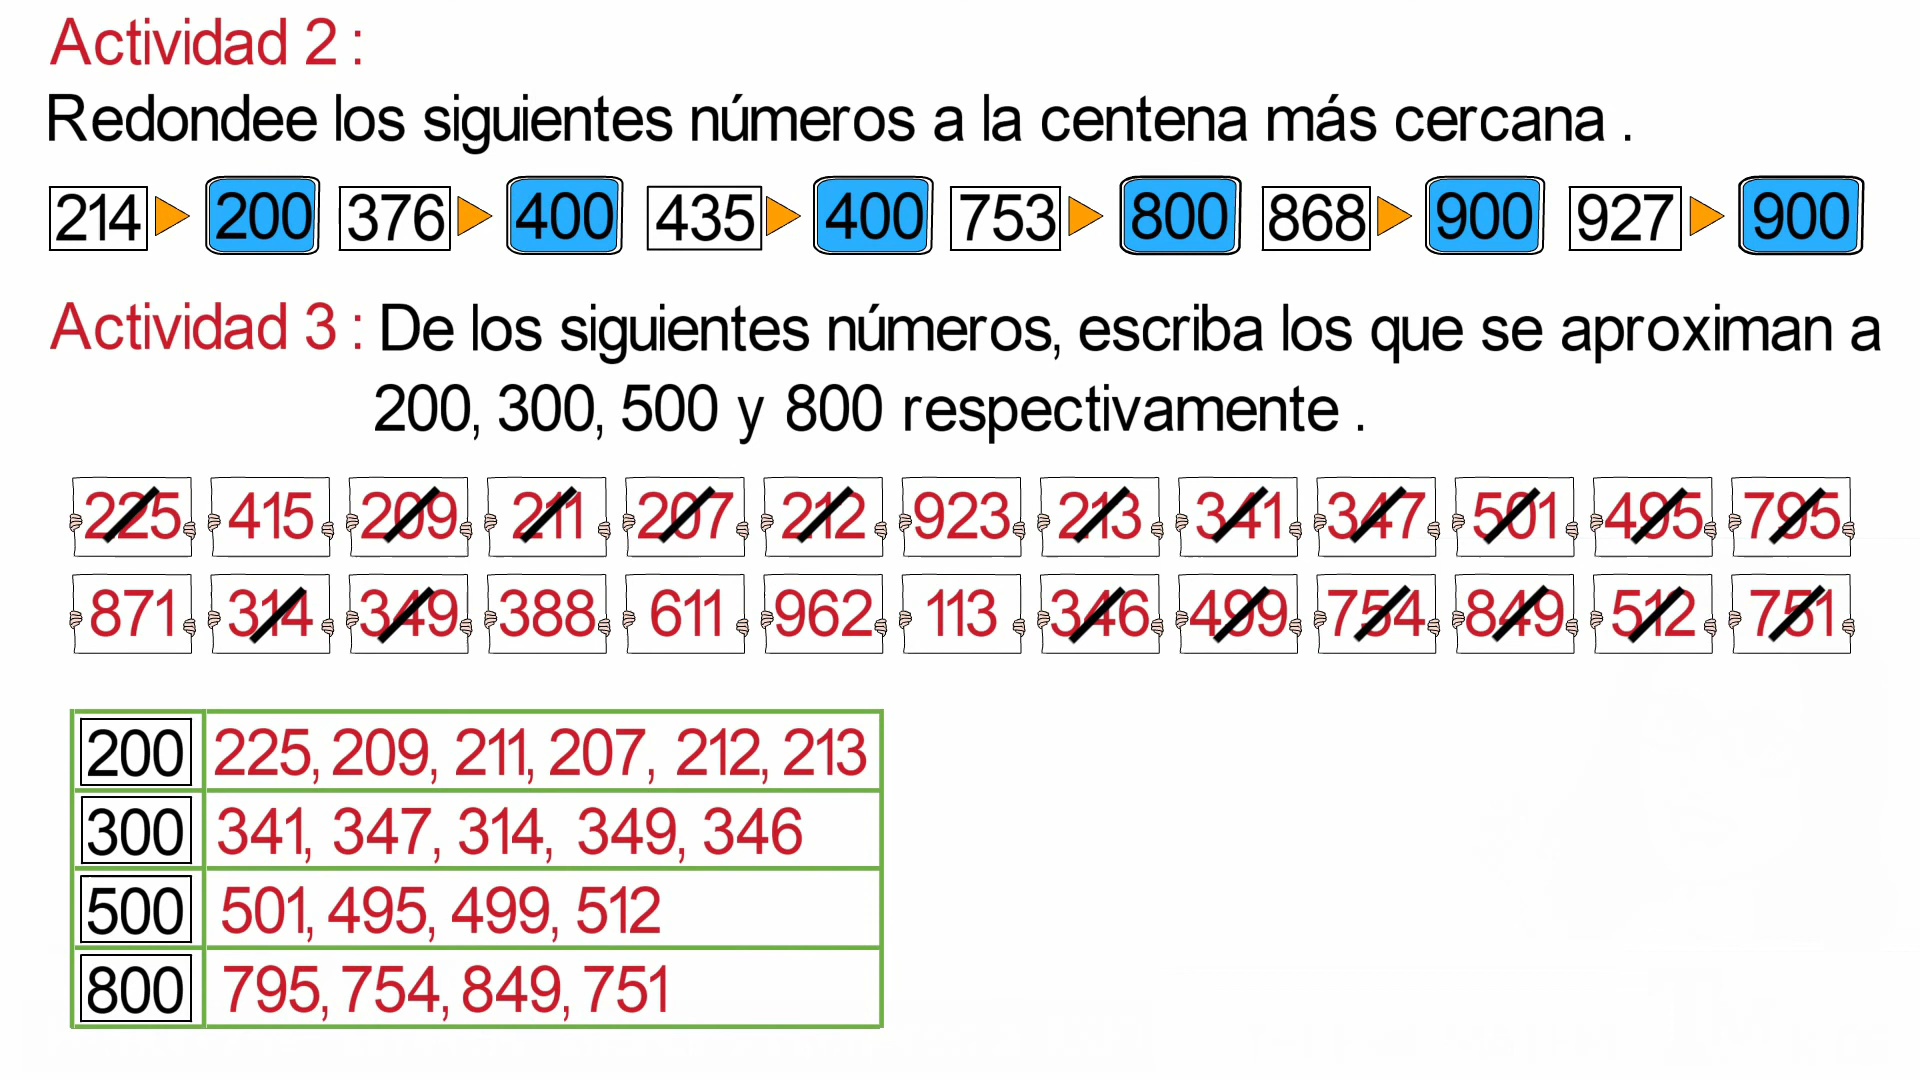 Actividad 2 :
Redondee los siguientes números a la centena más cercana .
214 200 376 400 435 400 753 800 868 900 927 900
Actividad 3 : De los siguientes números, escriba los que se aproximan a
200, 300, 500 y 800 respectivamente .
225 415 209 211 207 212 923 213 341 347 501 495 795
871 314 349 388 611 962 113 346 499 754 849 512 751
200 225, 209, 211, 207, 212, 213
300 341, 347, 314, 349, 346
500 501, 495, 499, 512
800 795, 754, 849, 751